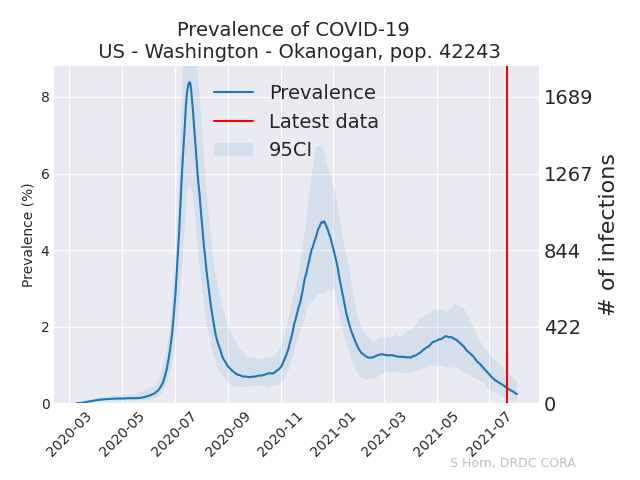 Prevalence of COVID-19
US - Washington - Okanogan, pop. 42243
Prevalence
Latest data
95CI
Prevalence (%)
8
6
4
2
0
1689
1267
844
422
0
# of infections
2020-03
2020-05
2020-07
2020-09
2020-11
2021-01
2021-03
2021-05
2021-07
S Horn, DRDC CORA